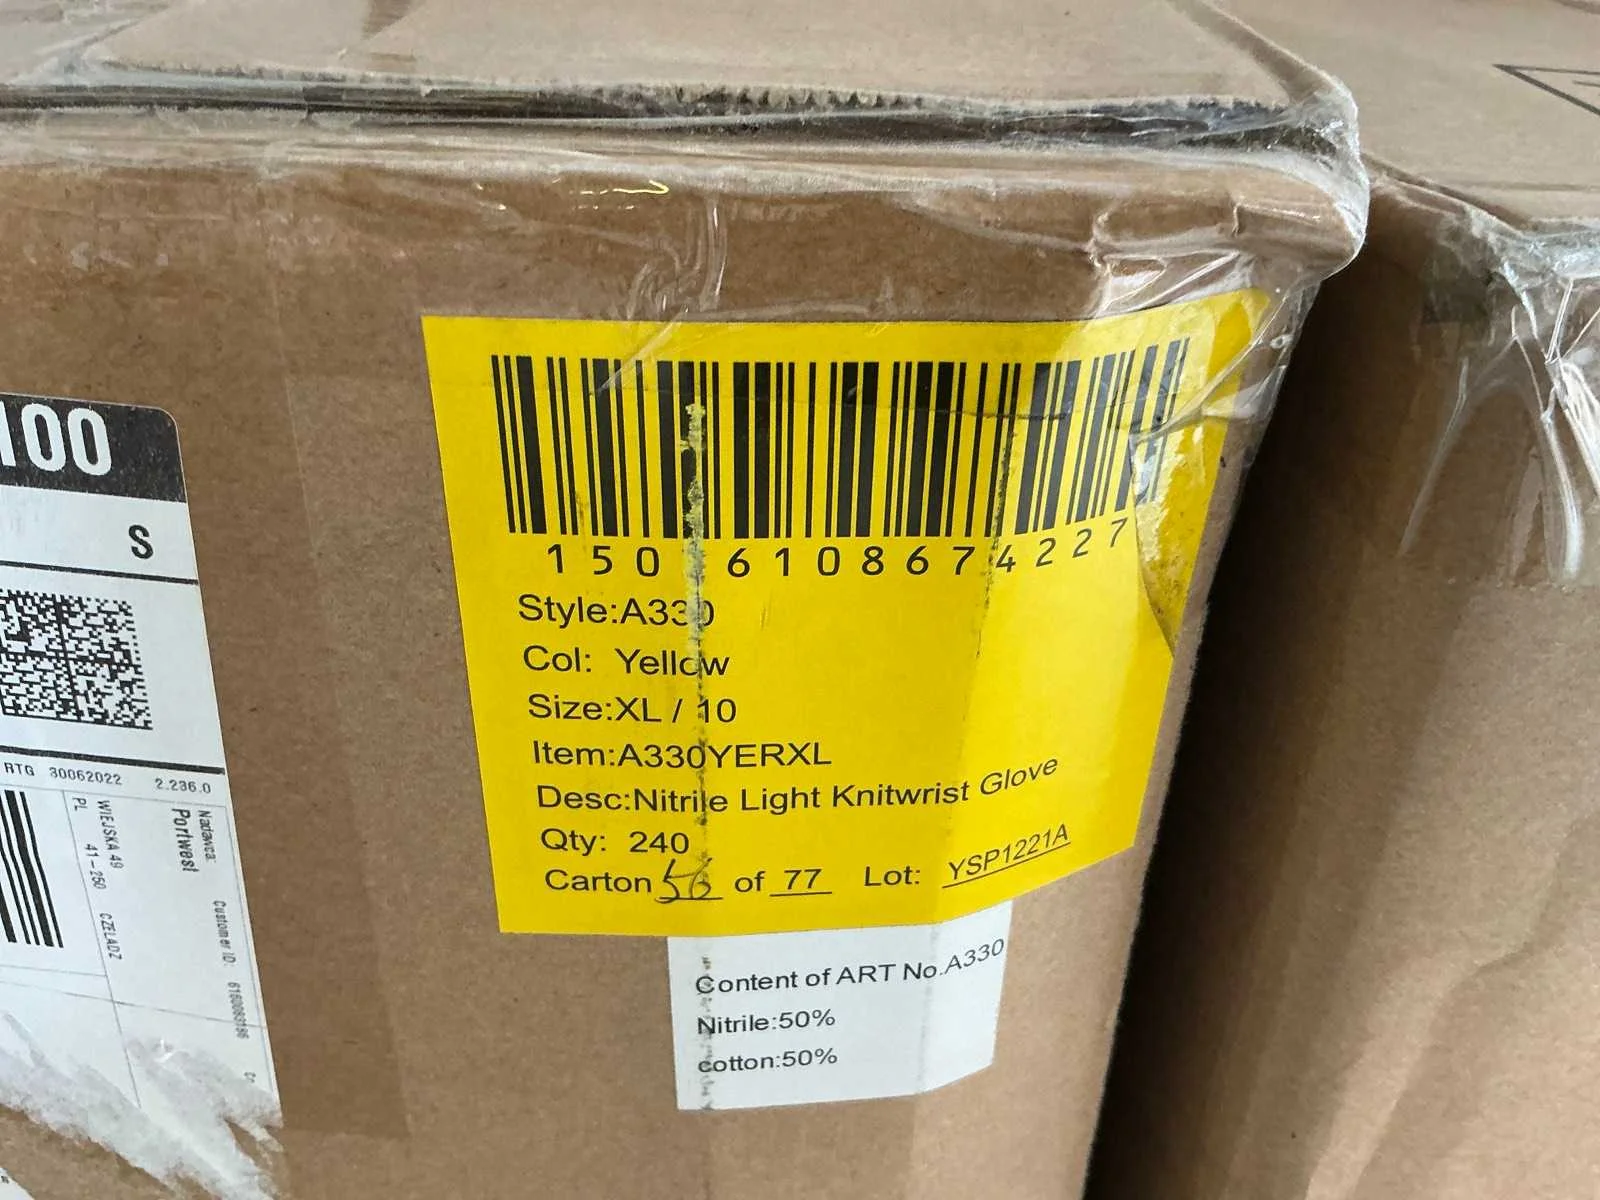 100
S
RTG 30062022 2.236.0
Nadawca:
Portwest
WIEJSKA 49
41-250 CZELADZ
PL
Customer ID:
150 6108674227
Style:A330
Col: Yellow
Size:XL / 10
Item:A330YERXL
Desc:Nitrile Light Knitwrist Glove
Qty: 240
Carton 56 of 77 Lot: YSP1221A
Content of ART No.A330
Nitrile:50%
cotton:50%